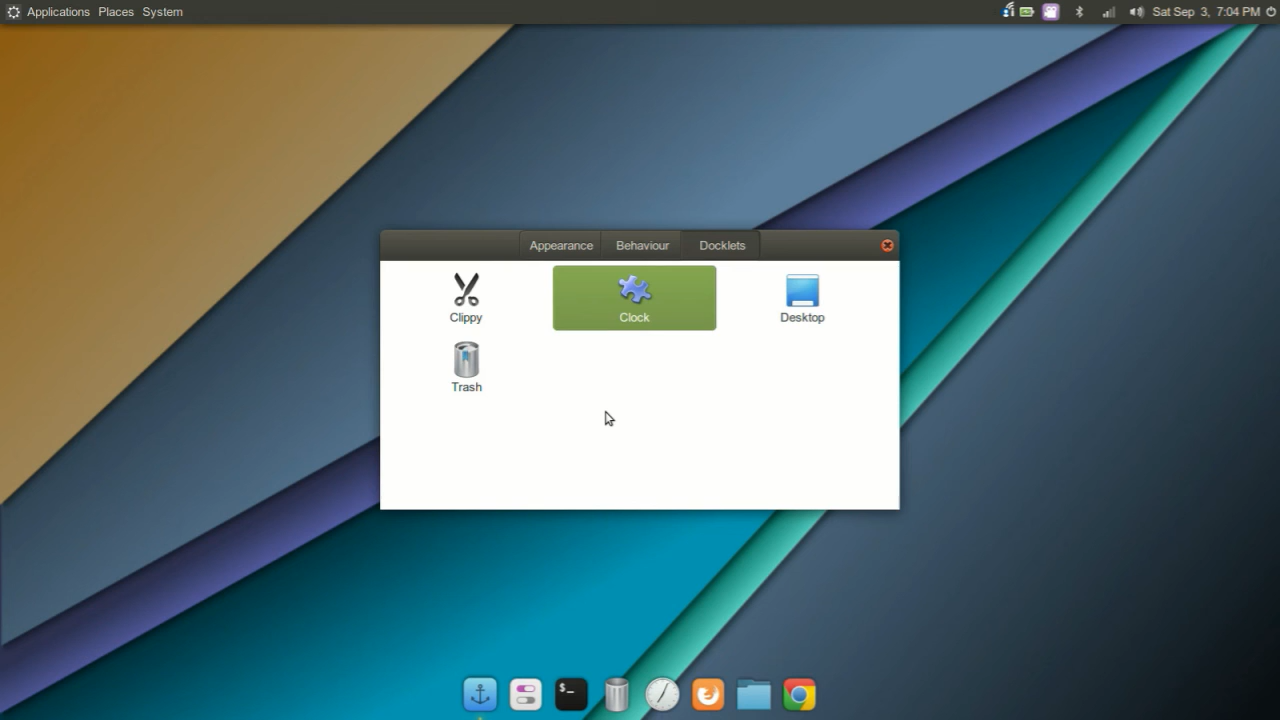 Applications Places System
Sat Sep 3, 7:04 PM
Appearance Behaviour Docklets
Clippy Clock Desktop
Trash
$_